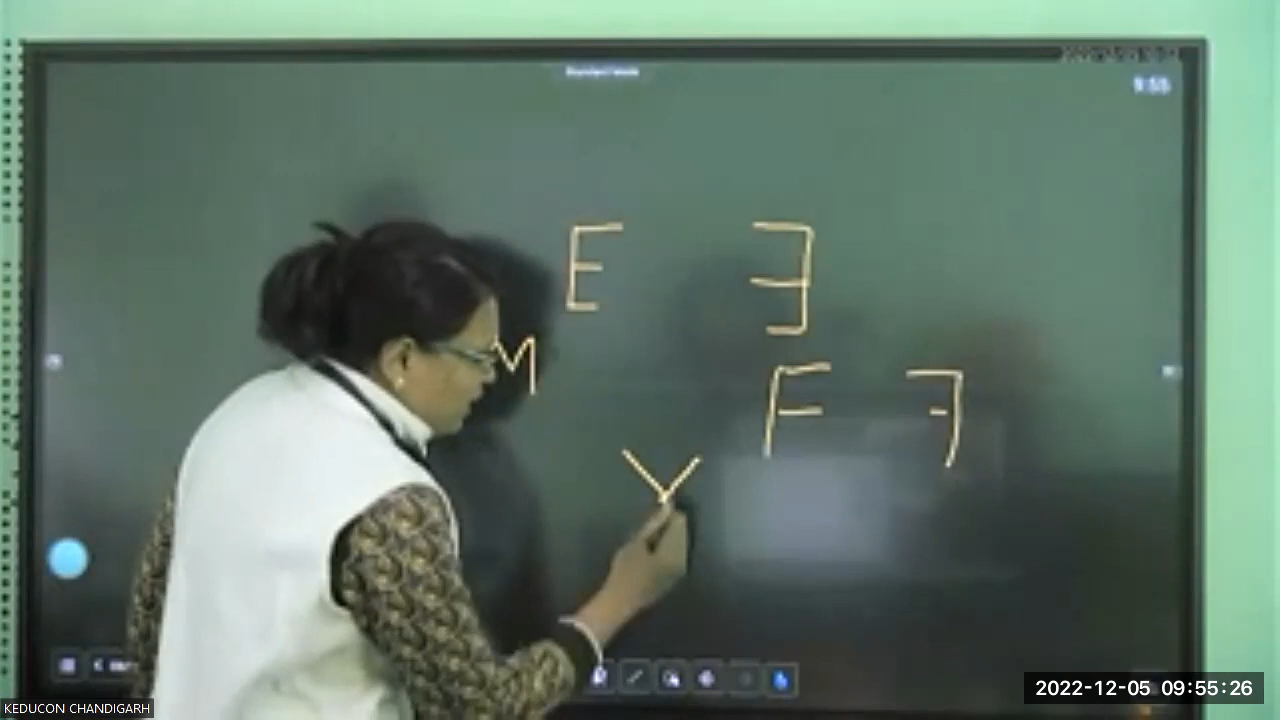 9:55
E Ǝ
M
F ꟻ
Y
KEDUCON CHANDIGARH
2022-12-05 09:55:26